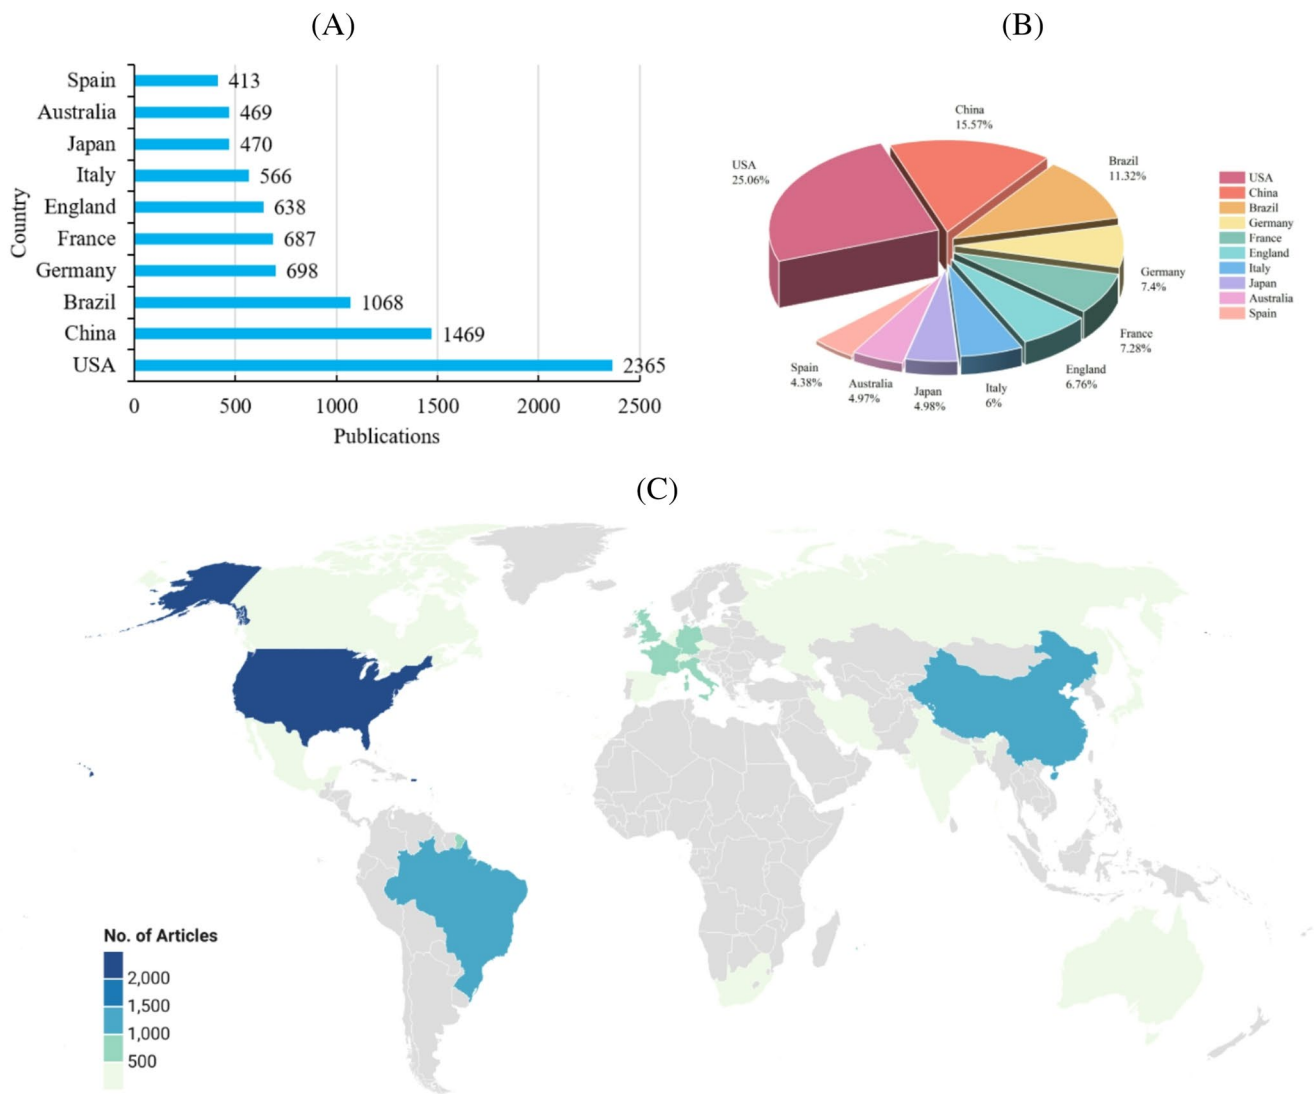 (A)
Spain 413
Australia 469
Japan 470
Italy 566
England 638
France 687
Germany 698
Brazil 1068
China 1469
USA 2365
Country
0 500 1000 1500 2000 2500
Publications
(B)
China
15.57%
USA
25.06%
Brazil
11.32%
Germany
7.4%
France
7.28%
England
6.76%
Italy
6%
Japan
4.98%
Australia
4.97%
Spain
4.38%
USA
China
Brazil
Germany
France
England
Italy
Japan
Australia
Spain
(C)
No. of Articles
2,000
1,500
1,000
500